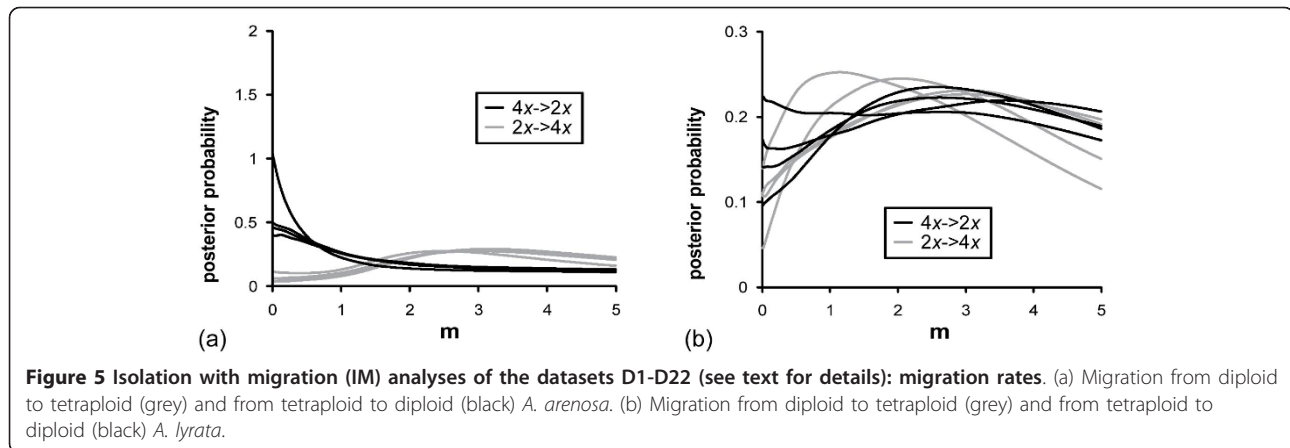 2
1.5
1
0.5
0
posterior probability
4x->2x
2x->4x
0 1 2 3 4 5
m
(a)
0.3
0.2
0.1
0
posterior probability
4x->2x
2x->4x
0 1 2 3 4 5
m
(b)
Figure 5 Isolation with migration (IM) analyses of the datasets D1-D22 (see text for details): migration rates. (a) Migration from diploid
to tetraploid (grey) and from tetraploid to diploid (black) A. arenosa. (b) Migration from diploid to tetraploid (grey) and from tetraploid to
diploid (black) A. lyrata.